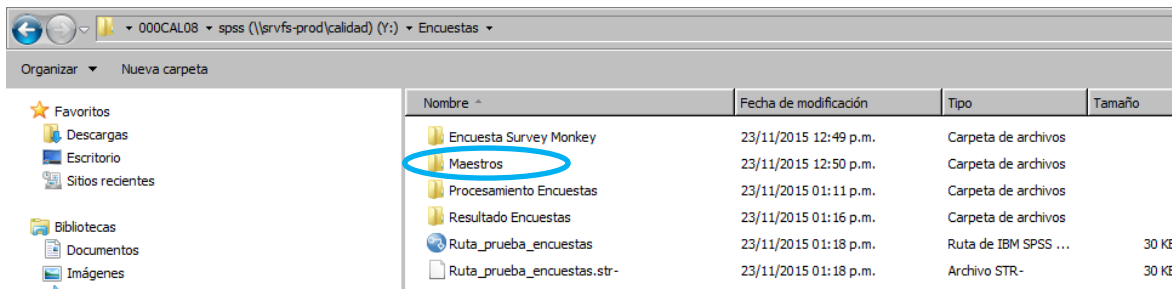 000CAL08 spss (\\srvfs-prod\calidad) (Y:) Encuestas
Organizar Nueva carpeta
Favoritos
Descargas
Escritorio
Sitios recientes
Bibliotecas
Documentos
Imágenes
Nombre Fecha de modificación Tipo Tamaño
Encuesta Survey Monkey 23/11/2015 12:49 p.m. Carpeta de archivos
Maestros 23/11/2015 12:50 p.m. Carpeta de archivos
Procesamiento Encuestas 23/11/2015 01:11 p.m. Carpeta de archivos
Resultado Encuestas 23/11/2015 01:16 p.m. Carpeta de archivos
Ruta_prueba_encuestas 23/11/2015 01:18 p.m. Ruta de IBM SPSS ... 30 KB
Ruta_prueba_encuestas.str- 23/11/2015 01:18 p.m. Archivo STR- 30 KB